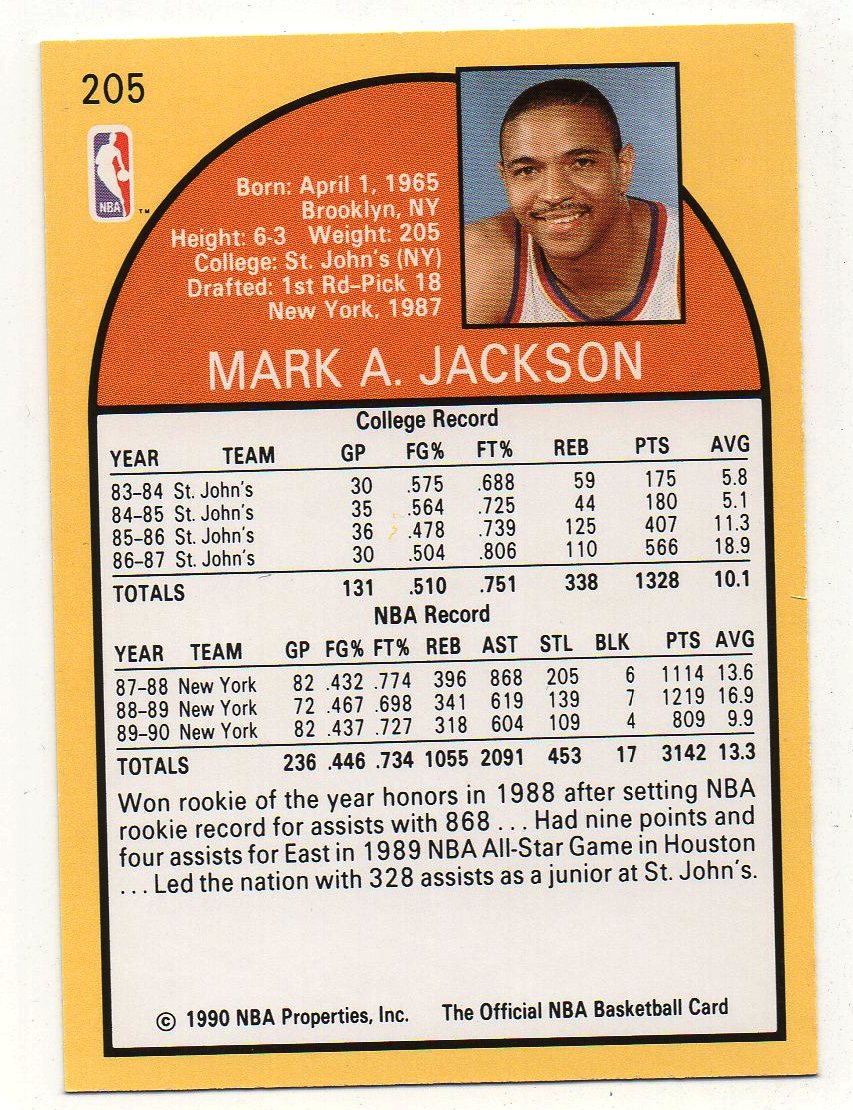 205
NBA
TM
Born: April 1, 1965
Brooklyn, NY
Height: 6-3 Weight: 205
College: St. John's (NY)
Drafted: 1st Rd–Pick 18
New York, 1987
MARK A. JACKSON
College Record
YEAR TEAM GP FG% FT% REB PTS AVG
83–84 St. John's 30 .575 .688 59 175 5.8
84–85 St. John's 35 .564 .725 44 180 5.1
85–86 St. John's 36 .478 .739 125 407 11.3
86–87 St. John's 30 .504 .806 110 566 18.9
TOTALS 131 .510 .751 338 1328 10.1
NBA Record
YEAR TEAM GP FG% FT% REB AST STL BLK PTS AVG
87–88 New York 82 .432 .774 396 868 205 6 1114 13.6
88–89 New York 72 .467 .698 341 619 139 7 1219 16.9
89–90 New York 82 .437 .727 318 604 109 4 809 9.9
TOTALS 236 .446 .734 1055 2091 453 17 3142 13.3
Won rookie of the year honors in 1988 after setting NBA
rookie record for assists with 868 . . . Had nine points and
four assists for East in 1989 NBA All-Star Game in Houston
. . . Led the nation with 328 assists as a junior at St. John's.
© 1990 NBA Properties, Inc. The Official NBA Basketball Card